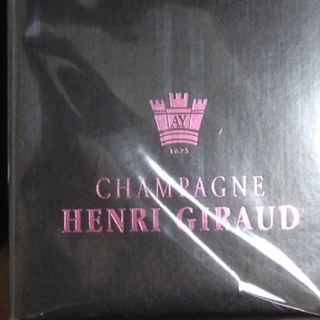 AY
1625
CHAMPAGNE
HENRI GIRAUD